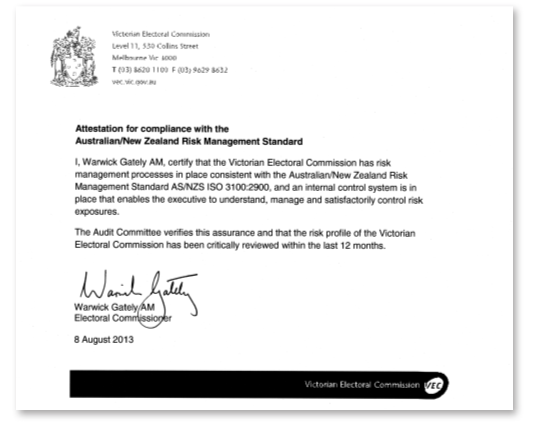 Victorian Electoral Commission
Level 11, 530 Collins Street
Melbourne Vic 3000
T (03) 8620 1100 F (03) 9629 8632
vec.vic.gov.au
Attestation for compliance with the
Australian/New Zealand Risk Management Standard
I, Warwick Gately AM, certify that the Victorian Electoral Commission has risk
management processes in place consistent with the Australian/New Zealand Risk
Management Standard AS/NZS ISO 3100:2900, and an internal control system is in
place that enables the executive to understand, manage and satisfactorily control risk
exposures.
The Audit Committee verifies this assurance and that the risk profile of the Victorian
Electoral Commission has been critically reviewed within the last 12 months.
Warwick Gately
Warwick Gately AM
Electoral Commissioner
8 August 2013
Victorian Electoral Commission VEC